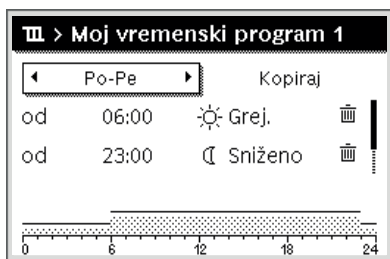 > Moj vremenski program 1
Po-Pe Kopiraj
od 06:00 Grej.
od 23:00 Sniženo
0 6 12 18 24